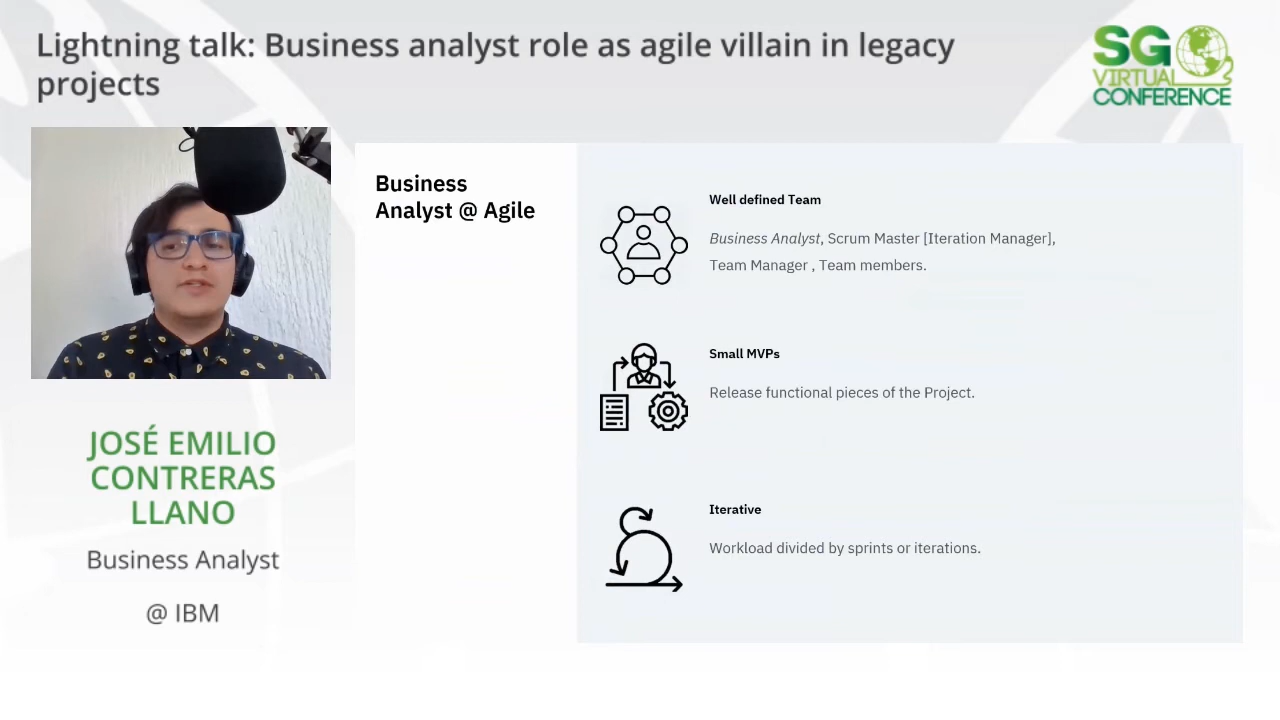 Lightning talk: Business analyst role as agile villain in legacy
projects
SG
VIRTUAL
CONFERENCE
Business
Analyst @ Agile
Well defined Team
Business Analyst, Scrum Master [Iteration Manager],
Team Manager , Team members.
Small MVPs
Release functional pieces of the Project.
Iterative
Workload divided by sprints or iterations.
JOSÉ EMILIO
CONTRERAS
LLANO
Business Analyst
@ IBM